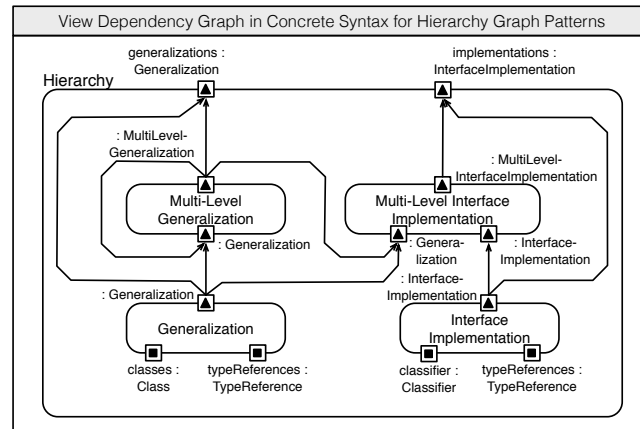 View Dependency Graph in Concrete Syntax for Hierarchy Graph Patterns
generalizations :
Generalization
implementations :
InterfaceImplementation
Hierarchy
: MultiLevel-
Generalization
: MultiLevel-
InterfaceImplementation
Multi-Level
Generalization
Multi-Level Interface
Implementation
: Generalization
: Genera-
lization
: Interface-
Implementation
: Generalization
: Interface-
Implementation
Generalization
Interface
Implementation
classes :
Class
typeReferences :
TypeReference
classifier :
Classifier
typeReferences :
TypeReference